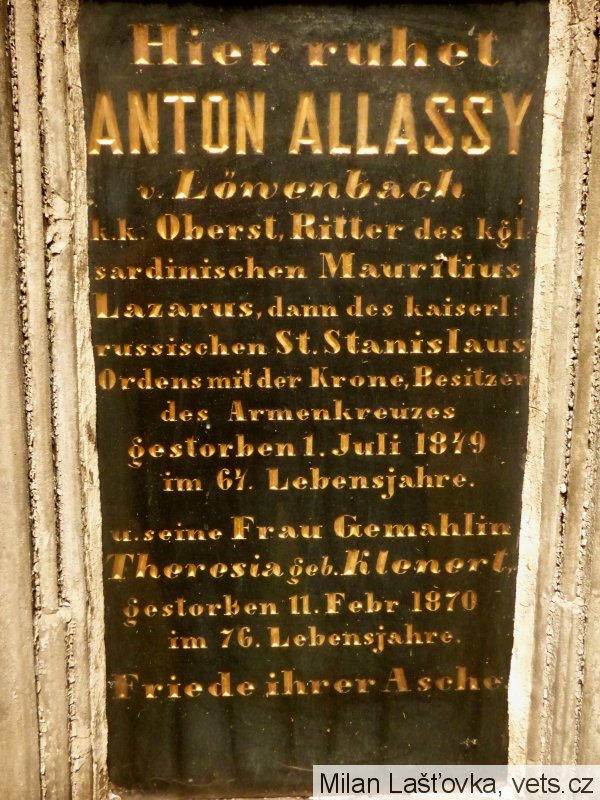 Hier ruhet
ANTON ALLASSY
v. Löwenbach
k.k. Oberst, Ritter des kgl:
sardinischen Mauritius
Lazarus, dann des kaiserl:
russischen St. Stanislaus
Ordens mit der Krone, Besitzer
des Armenkreuzes
gestorben 1. Juli 1849
im 64. Lebensjahre.
u. seine Frau Gemahlin
Theresia geb. Klenert,
gestorben 11. Febr 1870
im 76. Lebensjahre.
Friede ihrer Asche
Milan Lašťovka, vets.cz